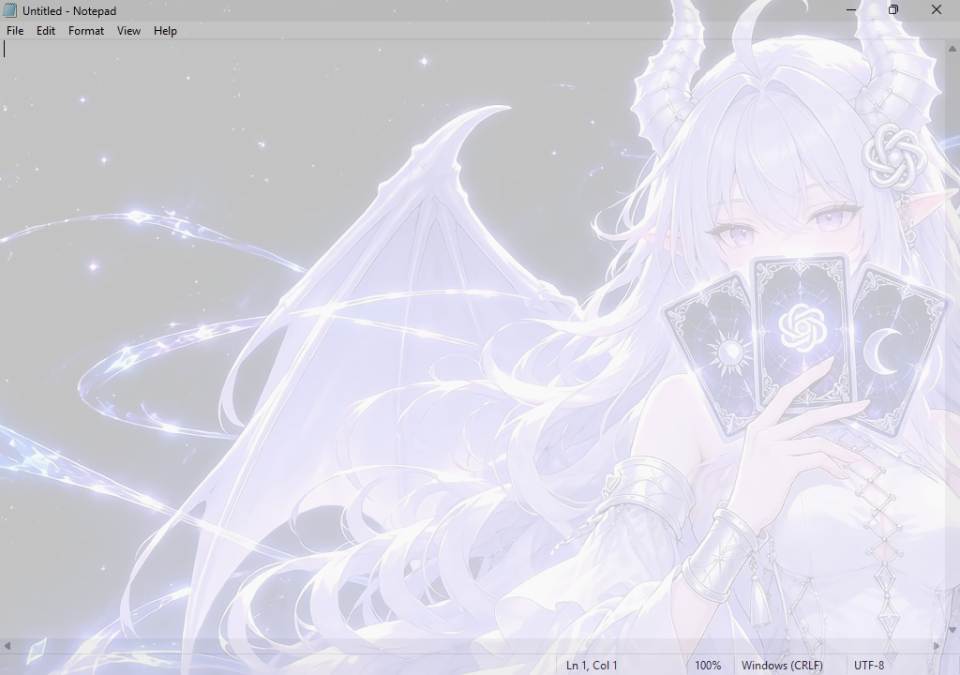 Untitled - Notepad
File Edit Format View Help
Ln 1, Col 1 100% Windows (CRLF) UTF-8